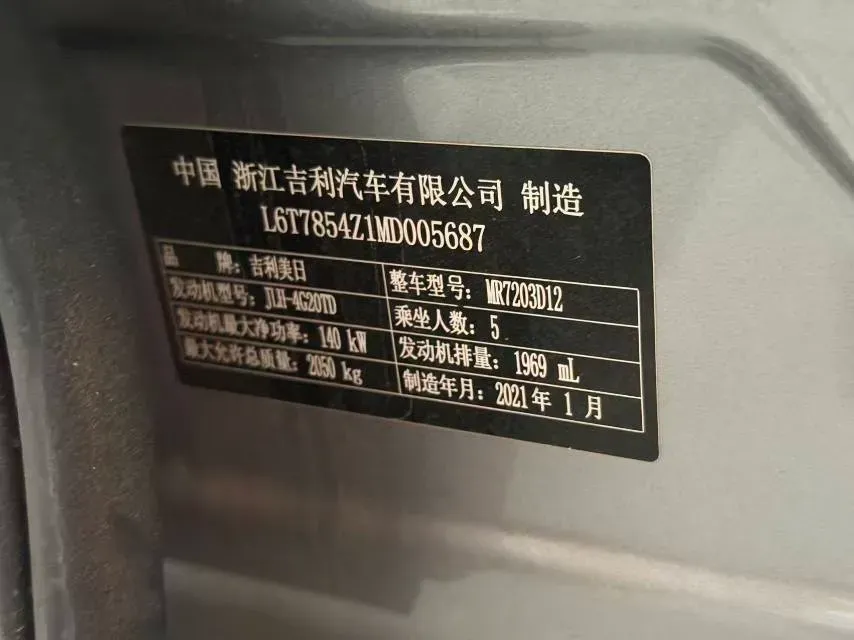 中国 浙江吉利汽车有限公司 制造
L6T7854Z1MD005687
品 牌：吉利美日 整车型号：MR7203D12
发动机型号：JLH-4G20TD 乘坐人数：5
发动机最大净功率：140 kW 发动机排量：1969 mL
最大允许总质量：2050 kg 制造年月：2021年 1 月